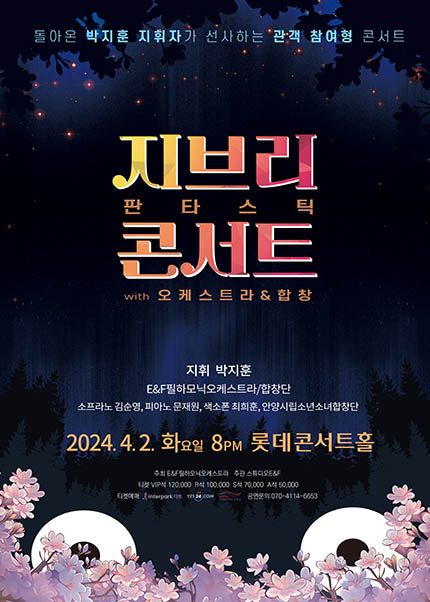 돌아온 박지훈 지휘자가 선사하는 관객 참여형 콘서트
지브리
판타스틱
콘서트
with 오케스트라&합창
지휘 박지훈
E&F필하모닉오케스트라/합창단
소프라노 김순영, 피아노 문재원, 색소폰 최희훈, 안양시립소년소녀합창단
2024. 4. 2. 화요일 8PM 롯데콘서트홀
주최 E&F필하모닉오케스트라 주관 스튜디오E&F
티켓 VIP석 120,000 R석 100,000 S석 70,000 A석 50,000
티켓예매 interpark 티켓 YES24.COM 공연문의 070-4114-6653